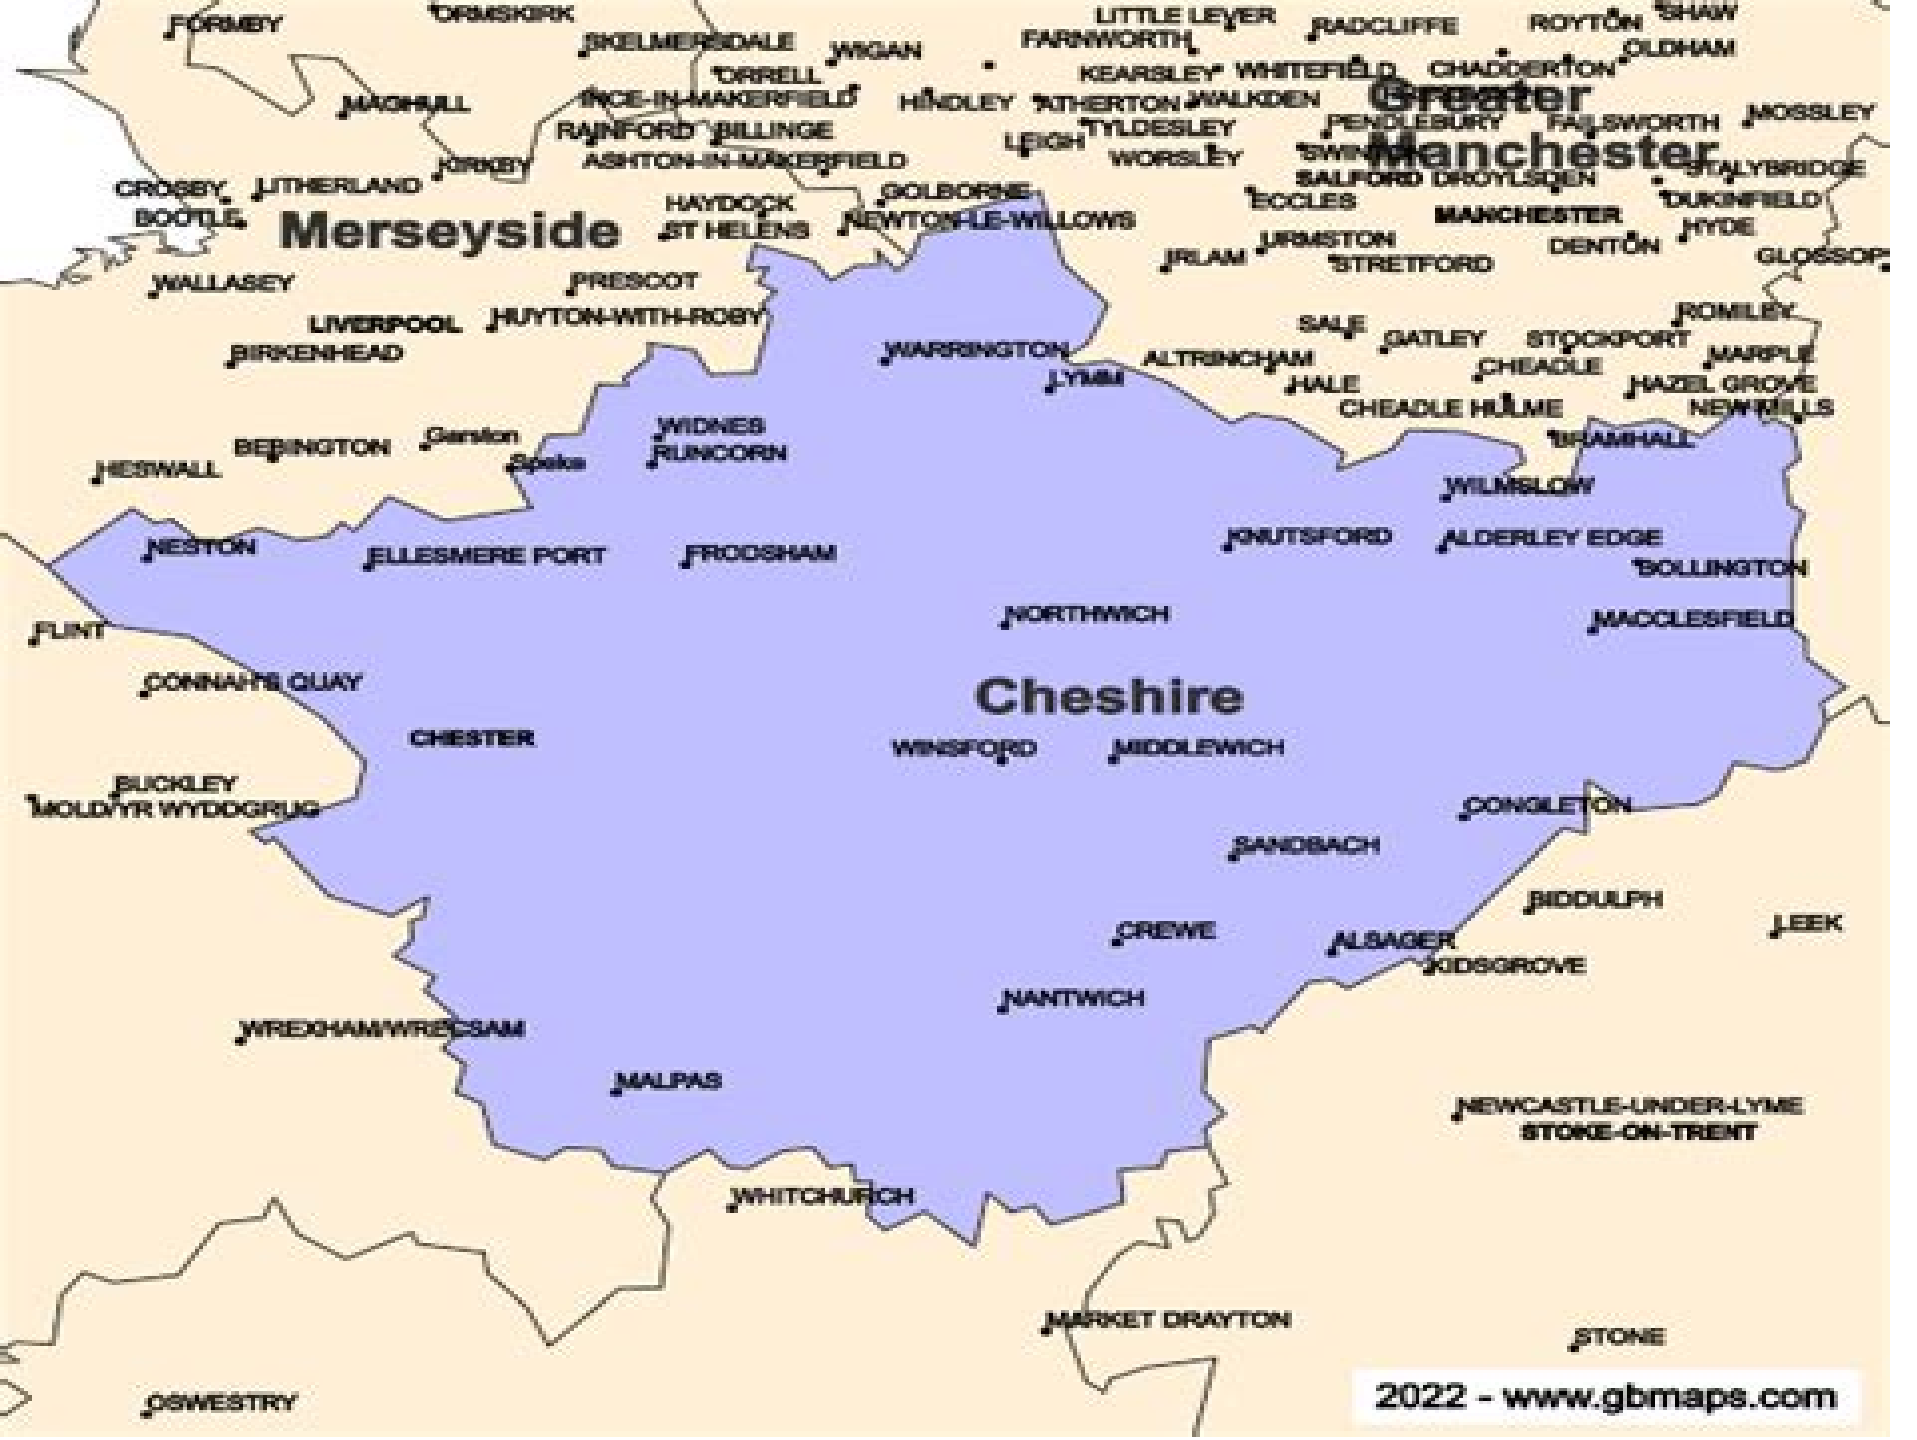 FORMBY
ORMSKIRK
SKELMERSDALE
WIGAN
LITTLE LEVER
FARNWORTH
RADCLIFFE
ROYTON
SHAW
OLDHAM
ORRELL
KEARSLEY
WHITEFIELD
CHADDERTON
MAGHULL
INCE-IN-MAKERFIELD
HINDLEY
ATHERTON
WALKDEN
Greater
Manchester
MOSSLEY
RAINFORD
BILLINGE
LEIGH
TYLDESLEY
PENDLEBURY
FAILSWORTH
KIRKBY
ASHTON-IN-MAKERFIELD
WORSLEY
STALYBRIDGE
CROSBY
LITHERLAND
SALFORD
DROYLSDEN
BOOTLE
Merseyside
HAYDOCK
GOLBORNE
ECCLES
DUKINFIELD
ST HELENS
NEWTON-LE-WILLOWS
MANCHESTER
HYDE
URMSTON
DENTON
IRLAM
STRETFORD
GLOSSOP
WALLASEY
PRESCOT
LIVERPOOL
HUYTON-WITH-ROBY
SALE
ROMILEY
BIRKENHEAD
WARRINGTON
GATLEY
STOCKPORT
ALTRINCHAM
CHEADLE
MARPLE
LYMM
HALE
HAZEL GROVE
CHEADLE HULME
NEW MILLS
WIDNES
Garston
BEBINGTON
BRAMHALL
RUNCORN
Speke
HESWALL
WILMSLOW
NESTON
ELLESMERE PORT
FRODSHAM
KNUTSFORD
ALDERLEY EDGE
BOLLINGTON
NORTHWICH
MACCLESFIELD
FLINT
CONNAH'S QUAY
Cheshire
CHESTER
WINSFORD
MIDDLEWICH
BUCKLEY
MOLD/YR WYDDGRUG
CONGLETON
SANDBACH
BIDDULPH
LEEK
CREWE
ALSAGER
KIDSGROVE
NANTWICH
WREXHAM/WRECSAM
MALPAS
NEWCASTLE-UNDER-LYME
STOKE-ON-TRENT
WHITCHURCH
MARKET DRAYTON
STONE
2022 - www.gbmaps.com
OSWESTRY